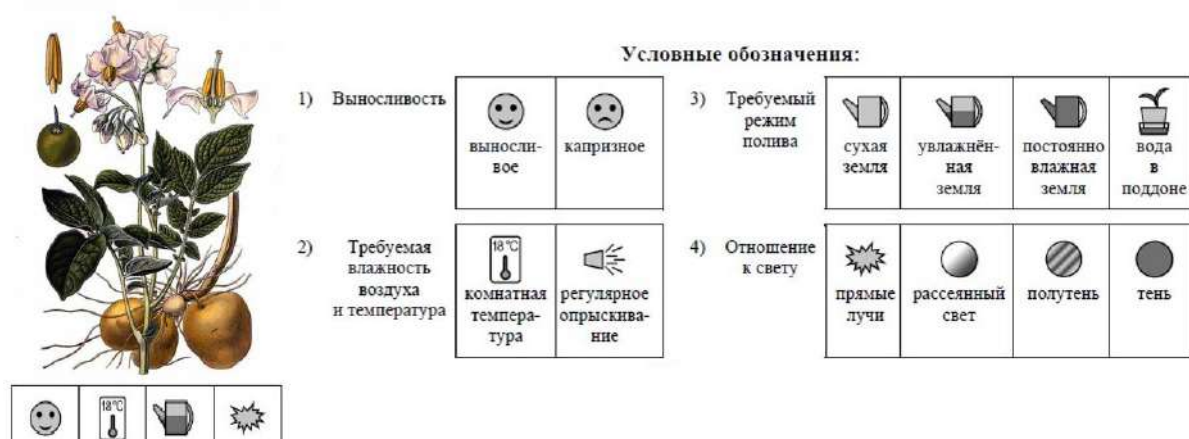 Условные обозначения:
1) Выносливость
выносли-
вое
капризное
2) Требуемая
влажность
воздуха
и температура
18 °C
комнатная
темпера-
тура
регулярное
опрыскива-
ние
3) Требуемый
режим
полива
сухая
земля
увлажнён-
ная
земля
постоянно
влажная
земля
вода
в
поддоне
4) Отношение
к свету
прямые
лучи
рассеянный
свет
полутень
тень
18 °C